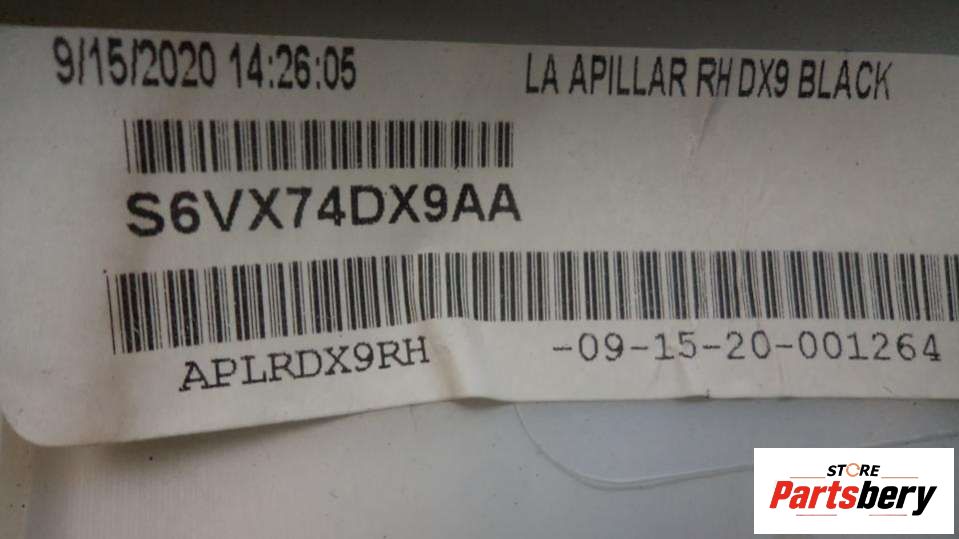 9/15/2020 14:26:05 LA APILLAR RH DX9 BLACK
S6VX74DX9AA
APLRDX9RH -09-15-20-001264
STORE
Partsbery